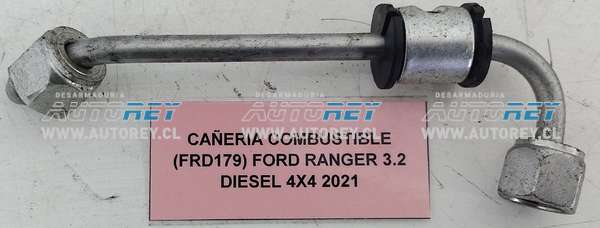 DESARMADURIA DESARMADURIA DESARMADURIA
AUTOREY AUTOREY AUTOREY
WWW.AUTOREY.CL WWW.AUTOREY.CL WWW.AUTOREY.CL
CAÑERIA COMBUSTIBLE
(FRD179) FORD RANGER 3.2
DIESEL 4X4 2021